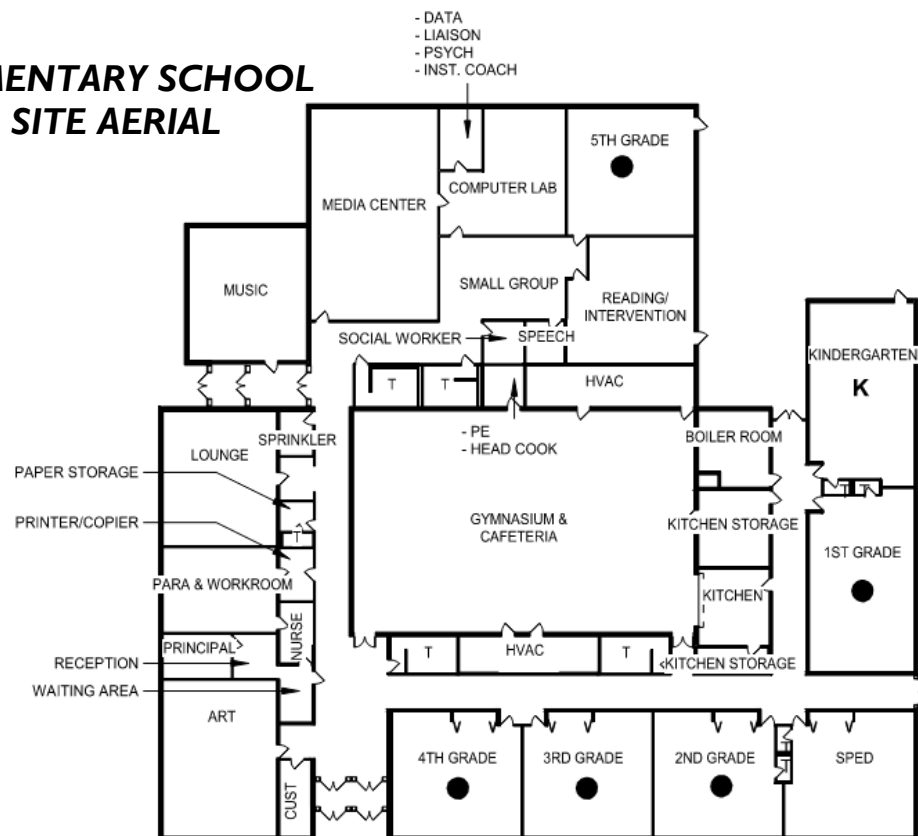 - DATA
- LIAISON
- PSYCH
- INST. COACH
MENTARY SCHOOL
SITE AERIAL
5TH GRADE
COMPUTER LAB
MEDIA CENTER
MUSIC
SMALL GROUP
READING/
INTERVENTION
SOCIAL WORKER
SPEECH
KINDERGARTEN
K
T
T
HVAC
- PE
- HEAD COOK
SPRINKLER
LOUNGE
BOILER ROOM
PAPER STORAGE
T
T
PRINTER/COPIER
T
GYMNASIUM &
CAFETERIA
KITCHEN STORAGE
1ST GRADE
PARA & WORKROOM
KITCHEN
NURSE
PRINCIPAL
T
HVAC
T
RECEPTION
KITCHEN STORAGE
WAITING AREA
ART
4TH GRADE
3RD GRADE
2ND GRADE
T
T
SPED
CUST